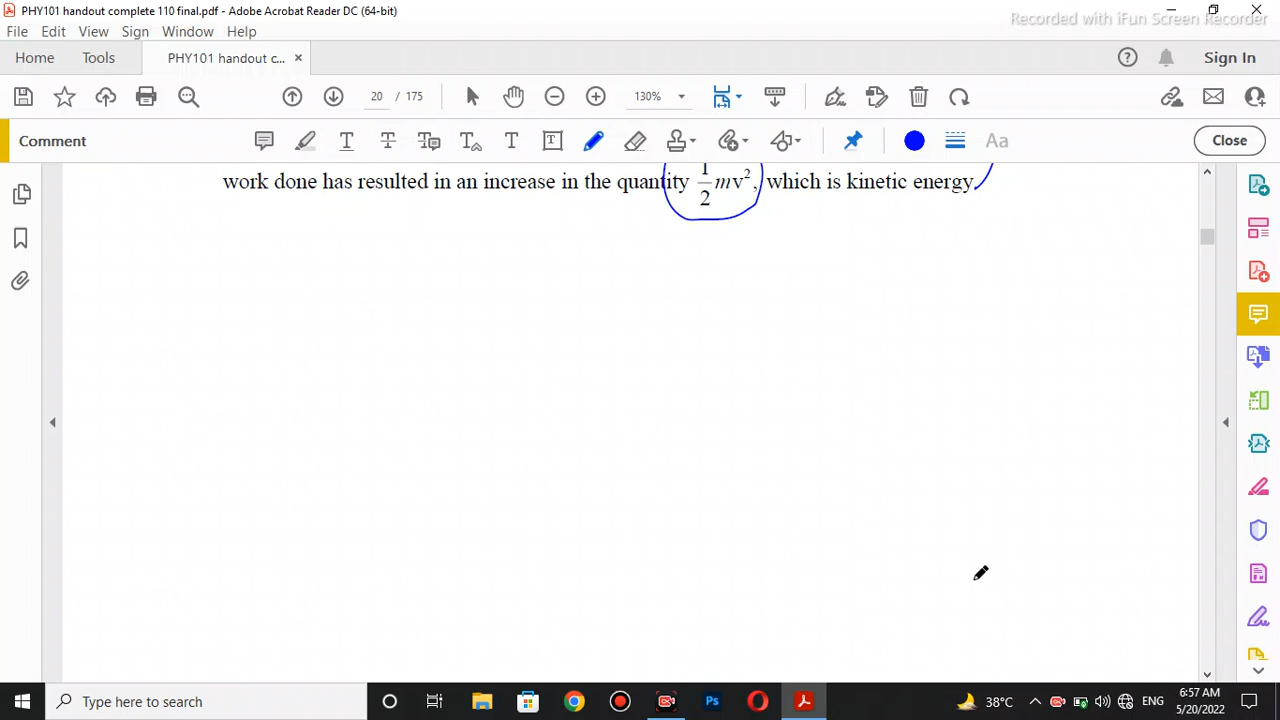 PHY101 handout complete 110 final.pdf - Adobe Acrobat Reader DC (64-bit)
Recorded with iFun Screen Recorder
File Edit View Sign Window Help
Home Tools PHY101 handout c... × Sign In
20 / 175 130%
Comment Aa Close
work done has resulted in an increase in the quantity 1/2 mv², which is kinetic energy
Type here to search Ps 38°C ENG 6:57 AM
5/20/2022